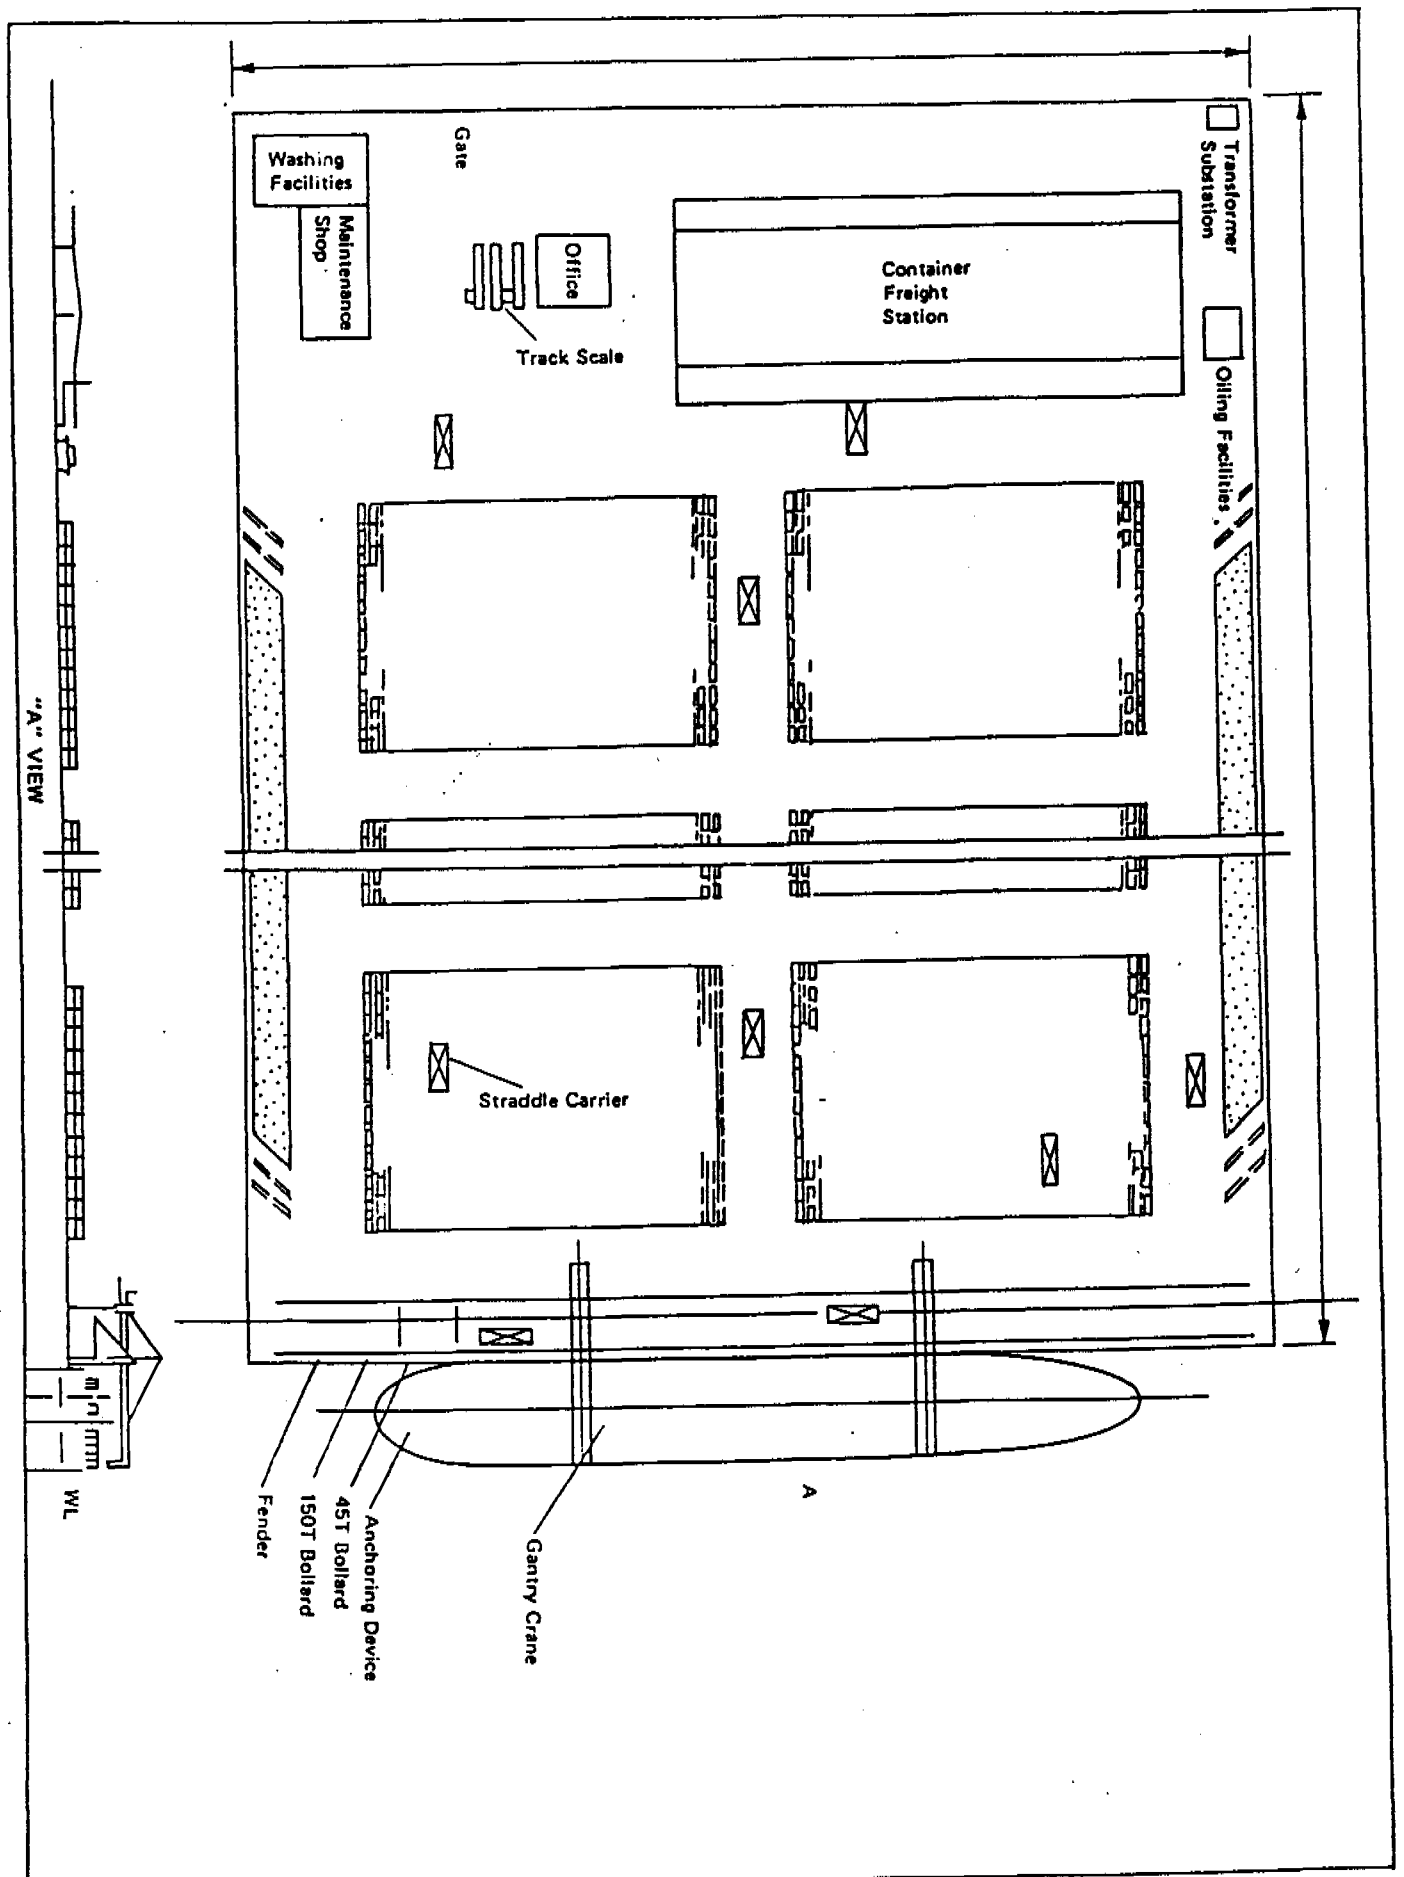 Transformer
Substation
Gate
Washing
Facilities
Maintenance
Shop
Office
Track Scale
Container
Freight
Station
Oiling Facilities
"A" VIEW
Straddle Carrier
WL
Fender
150T Bollard
45T Bollard
Anchoring Device
Gantry Crane
A